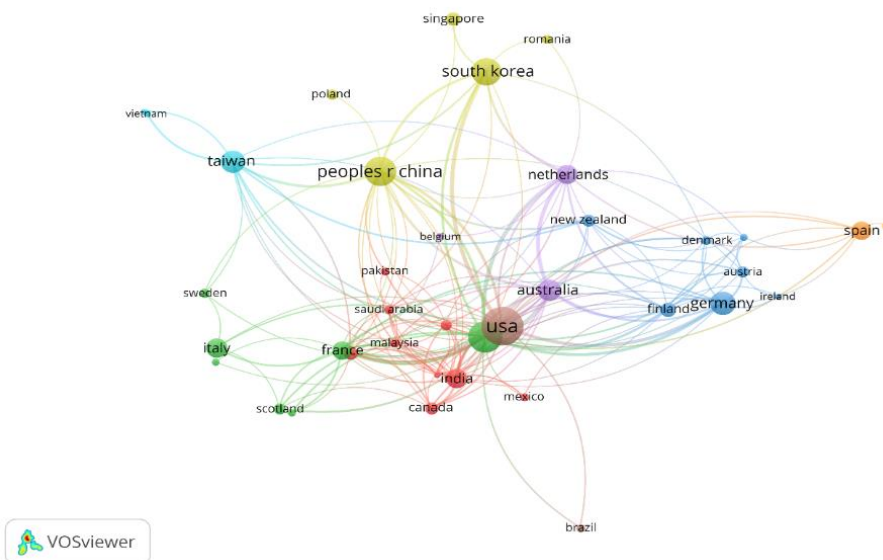 singapore
romania
south korea
poland
vietnam
taiwan
peoples r china
netherlands
new zealand
belgium
denmark
spain
pakistan
austria
sweden
australia
ireland
saudi arabia
finland
germany
usa
italy
france
malaysia
india
canada
mexico
scotland
brazil
VOSviewer